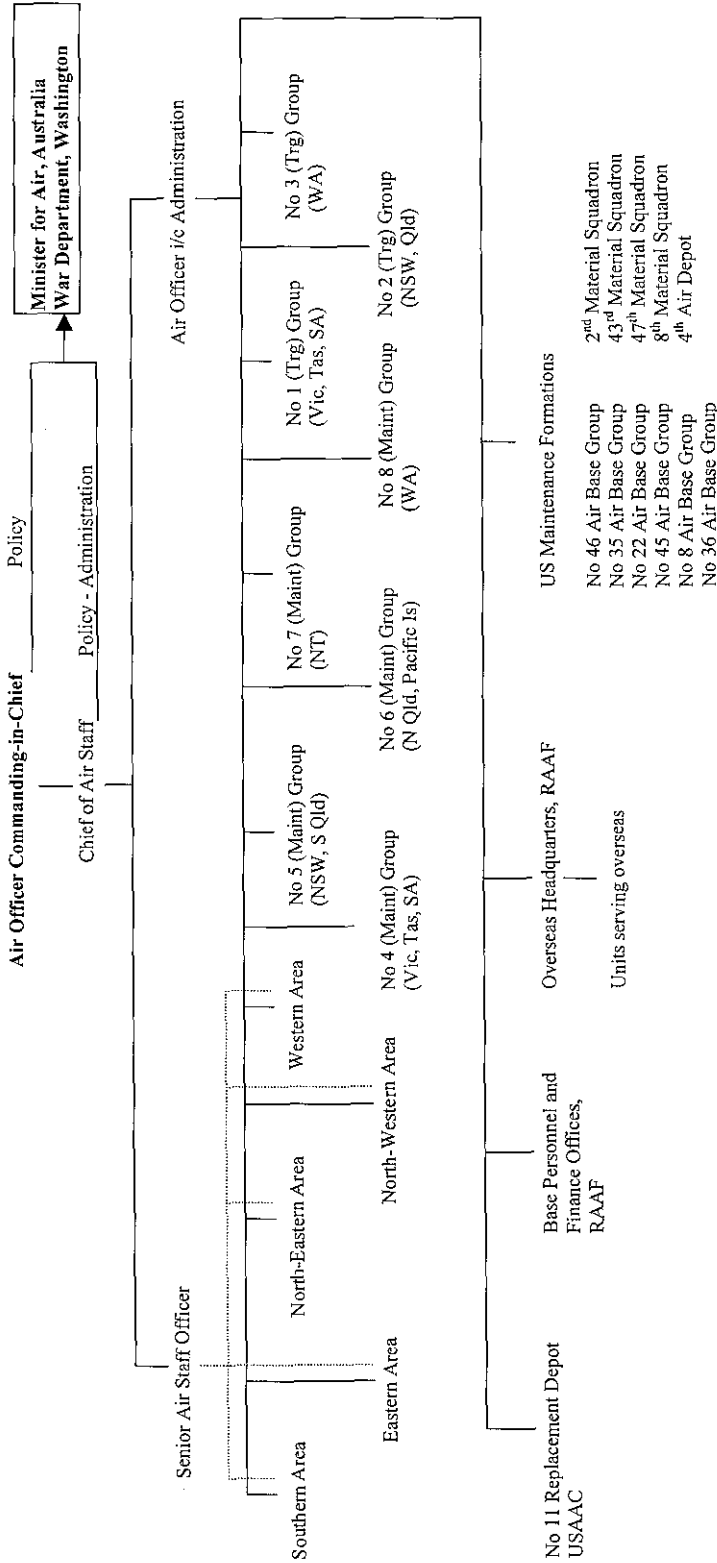 Air Officer Commanding-in-Chief
Policy
Minister for Air, Australia
War Department, Washington
Chief of Air Staff
Policy - Administration
Senior Air Staff Officer
Air Officer i/c Administration
Southern Area
North-Eastern Area
Western Area
No 5 (Maint) Group
(NSW, S Qld)
No 7 (Maint) Group
(NT)
No 1 (Trg) Group
(Vic, Tas, SA)
No 3 (Trg) Group
(WA)
Eastern Area
North-Western Area
No 4 (Maint) Group
(Vic, Tas, SA)
No 6 (Maint) Group
(N Qld, Pacific Is)
No 8 (Maint) Group
(WA)
No 2 (Trg) Group
(NSW, Qld)
No 11 Replacement Depot
USAAC
Base Personnel and
Finance Offices,
RAAF
Overseas Headquarters, RAAF
Units serving overseas
US Maintenance Formations
No 46 Air Base Group
No 35 Air Base Group
No 22 Air Base Group
No 45 Air Base Group
No 8 Air Base Group
No 36 Air Base Group
2nd Material Squadron
43rd Material Squadron
47th Material Squadron
8th Material Squadron
4th Air Depot